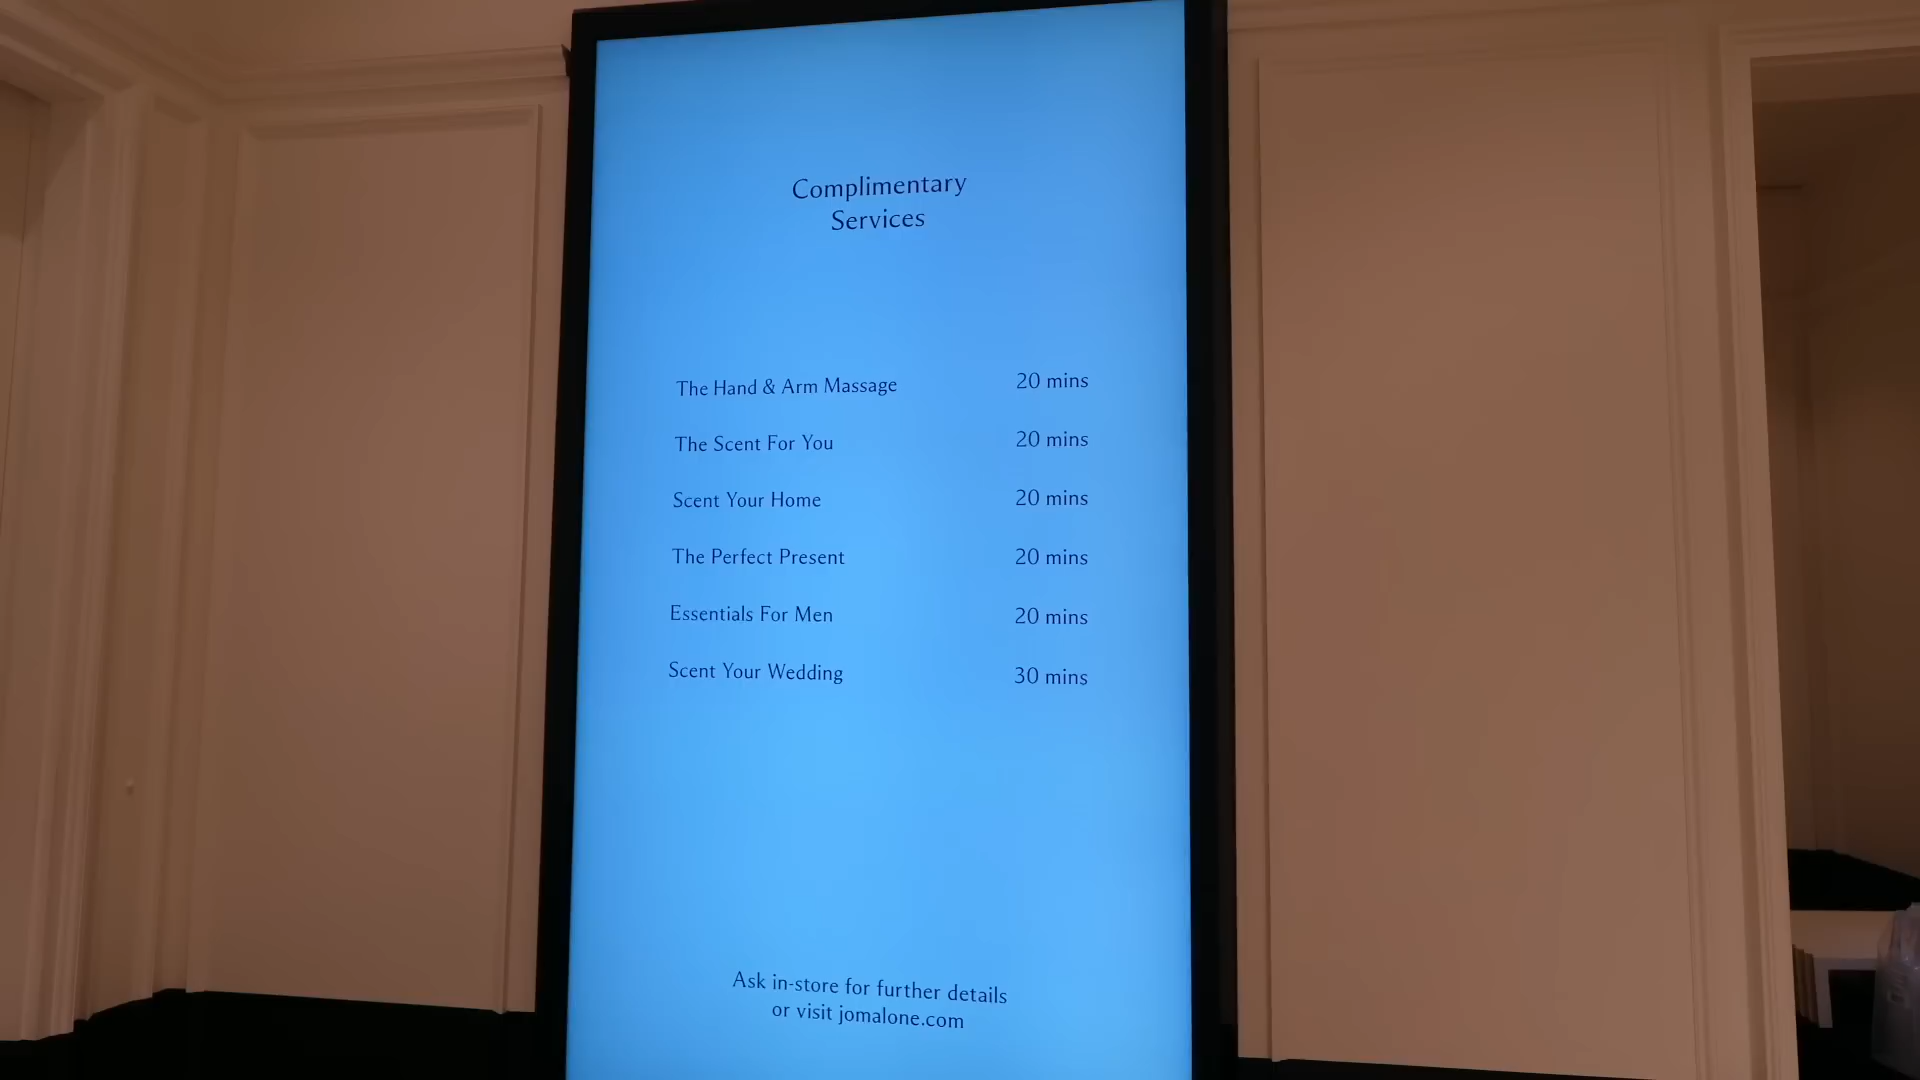 Complimentary
Services
The Hand & Arm Massage 20 mins
The Scent For You 20 mins
Scent Your Home 20 mins
The Perfect Present 20 mins
Essentials For Men 20 mins
Scent Your Wedding 30 mins
Ask in-store for further details
or visit jomalone.com